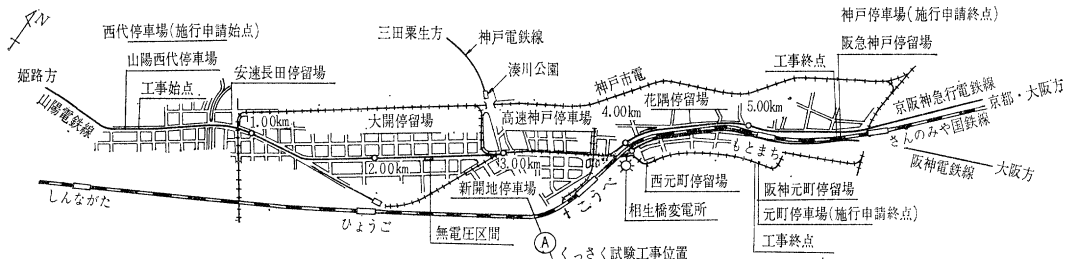 N
西代停車場(施行申請始点)
山陽西代停車場
工事始点
姫路方
山陽電鉄線
安速長田停留場
1.00km
三田粟生方
神戸電鉄線
湊川公園
神戸市電
大開停留場
2.00km
高速神戸停車場
3.00km
新開地停車場
4.00km
花隈停留場
5.00km
工事終点
神戸停車場(施行申請終点)
阪急神戸停留場
京阪神急行電鉄線
京都・大阪方
さんのみや国鉄線
阪神電鉄線
大阪方
もとまち
こうべ
西元町停留場
相生橋変電所
阪神元町停留場
元町停車場(施行申請終点)
工事終点
しんながた
ひょうご
無電圧区間
A
くっさく試験工事位置